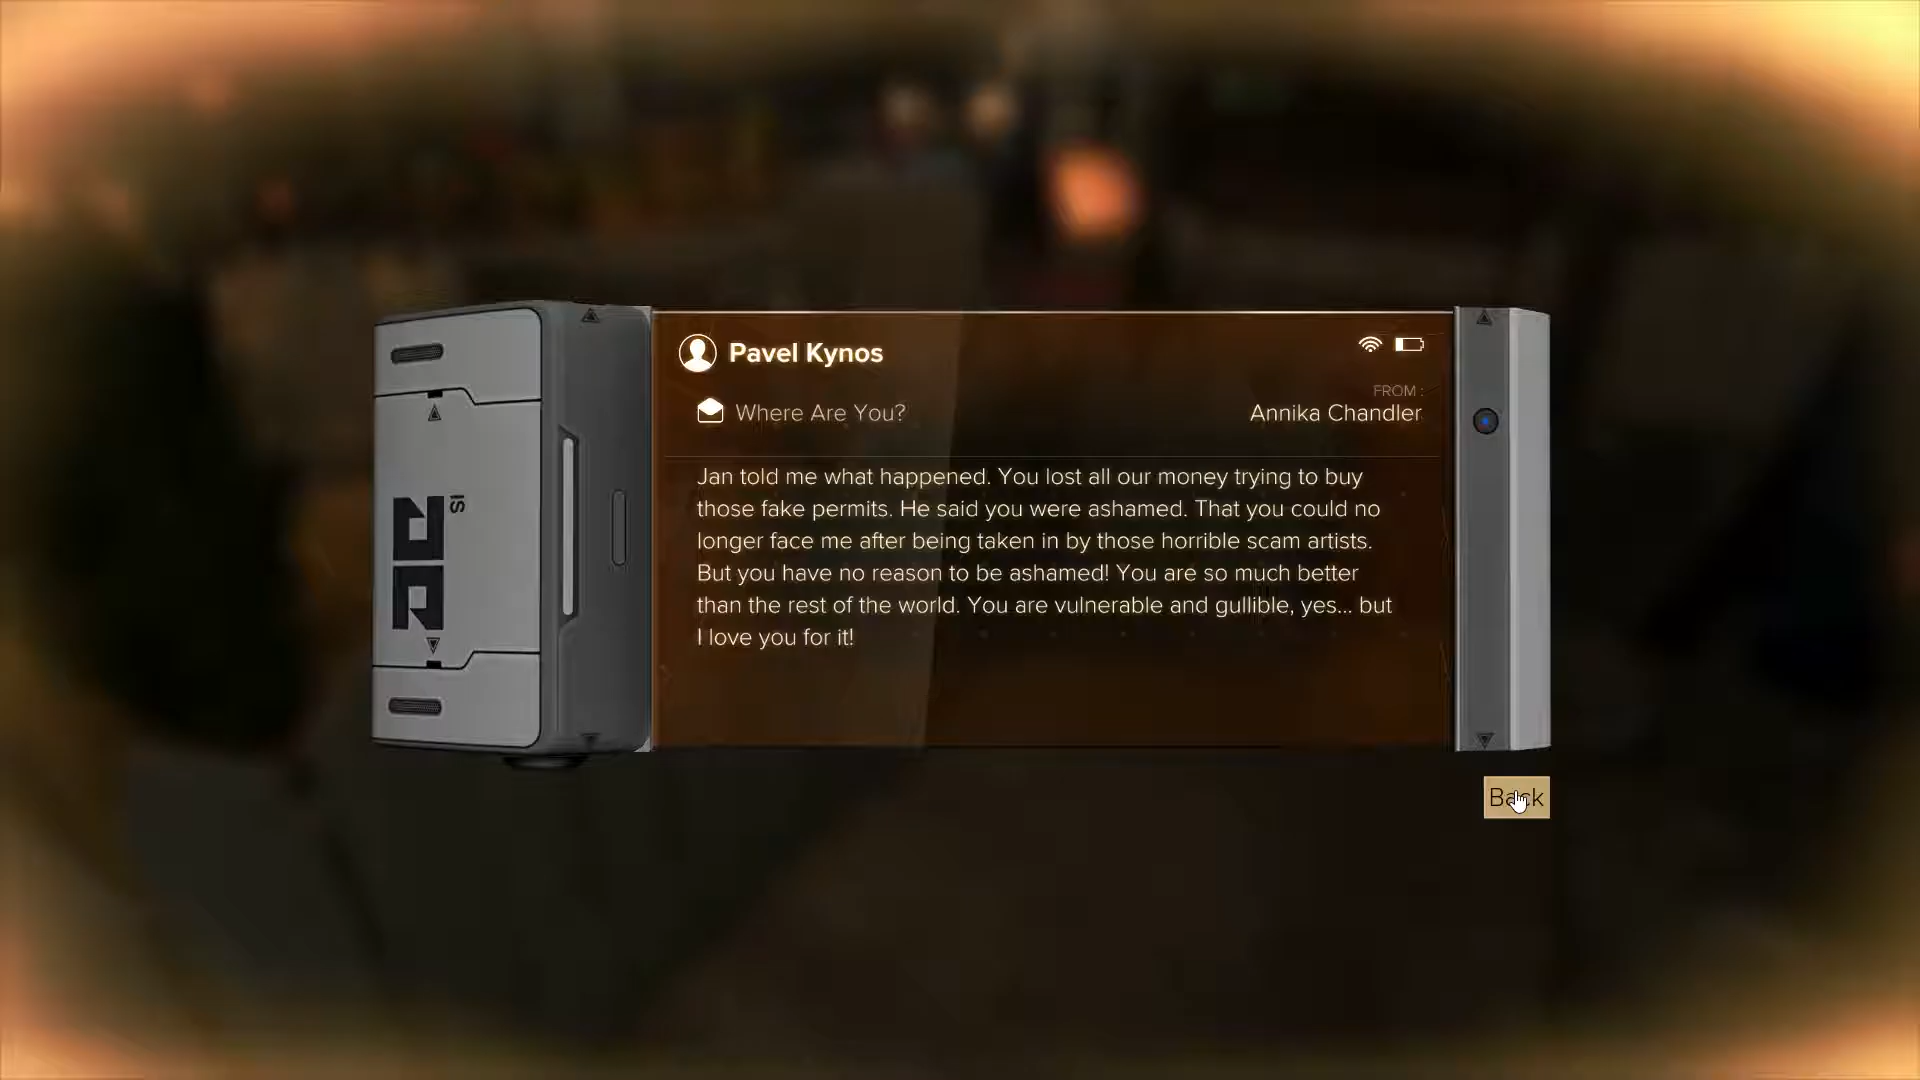 Pavel Kynos
FROM :
Where Are You?
Annika Chandler
Jan told me what happened. You lost all our money trying to buy
those fake permits. He said you were ashamed. That you could no
longer face me after being taken in by those horrible scam artists.
But you have no reason to be ashamed! You are so much better
than the rest of the world. You are vulnerable and gullible, yes... but
I love you for it!
Back